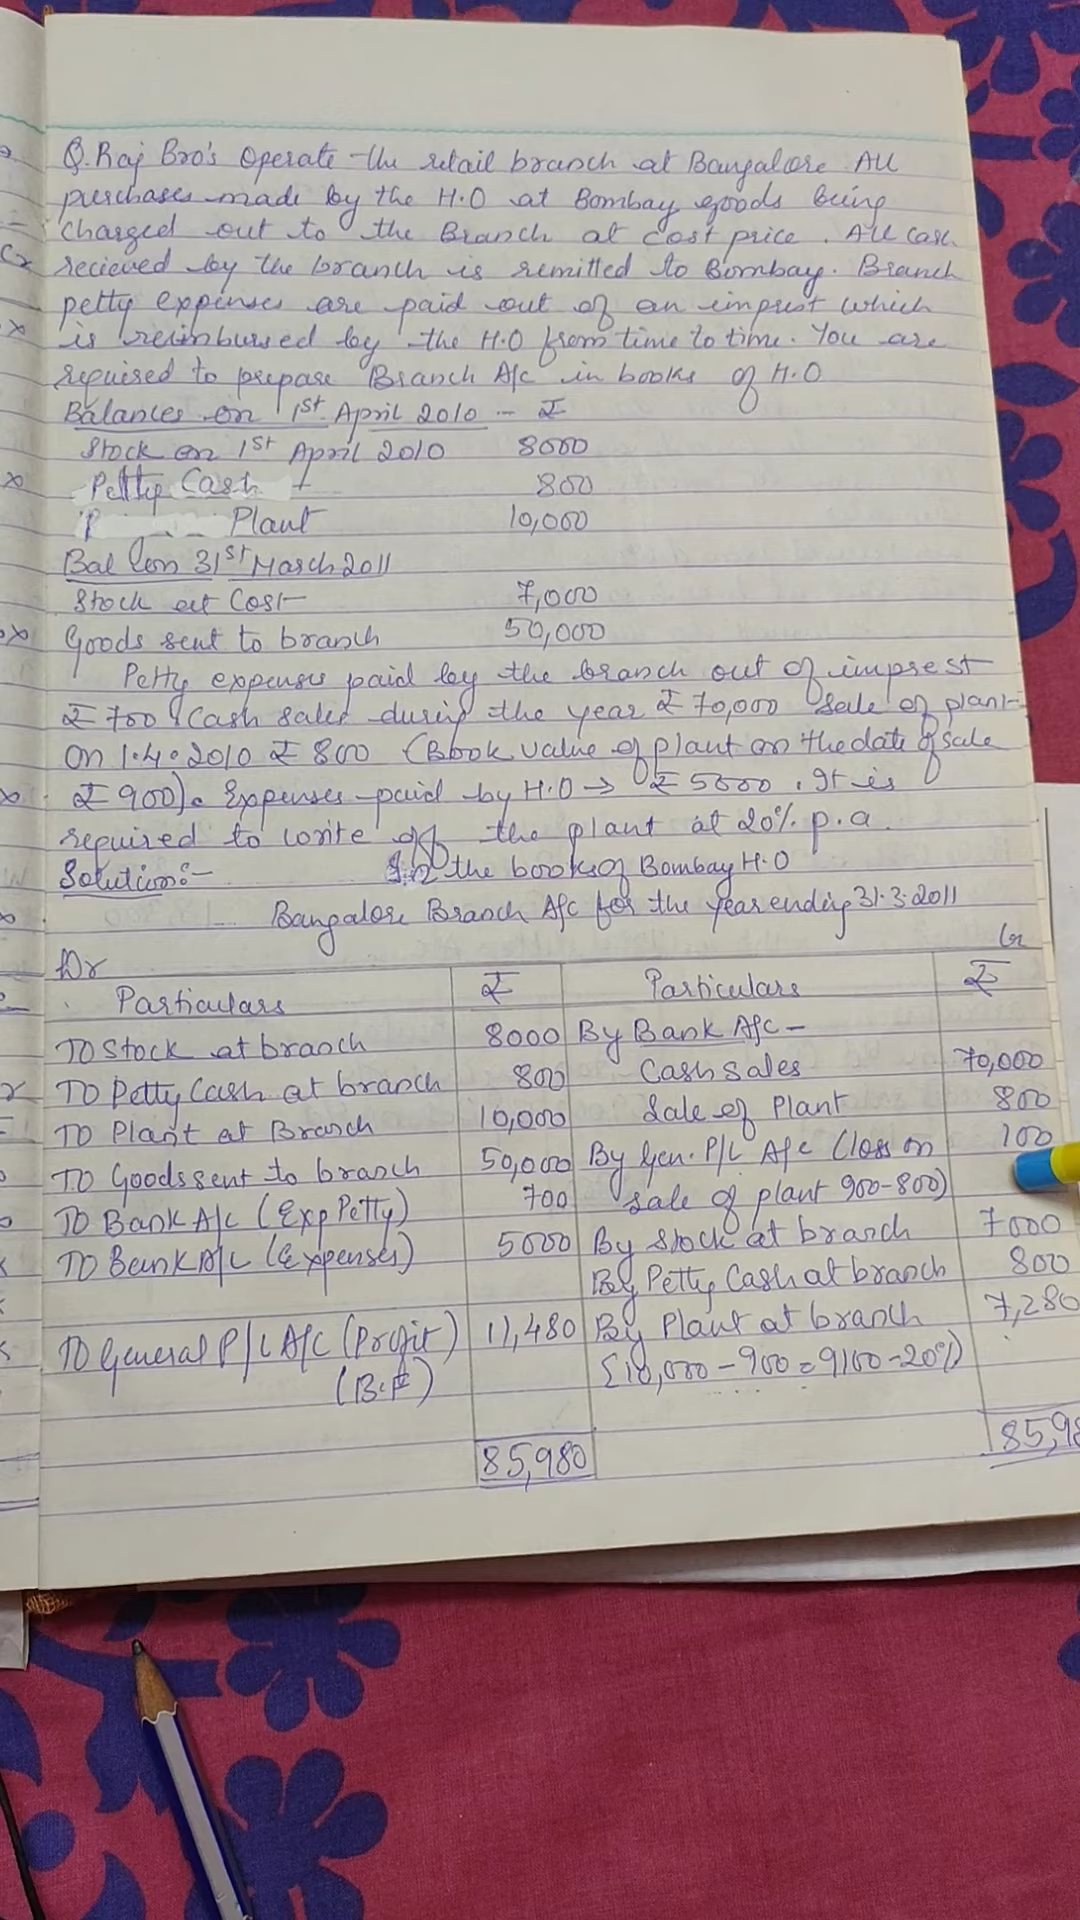 Q. Raj Bro's Operate the retail branch at Bangalore. All
purchases made by the H.O at Bombay goods being
charged out to the Branch at cost price. All cash
recieved by the branch is remitted to Bombay. Branch
petty expenses are paid out of an imprest which
is reimbursed by the H.O from time to time. You are
required to prepare Branch A/c in books of H.O
Balances on 1st April 2010 - ₹
Stock on 1st April 2010 8000
Petty Cash 800
Plant 10,000
Bal on 31st March 2011
Stock at Cost 7,000
Goods sent to branch 50,000
Petty expenses paid by the branch out of imprest
₹ 700 Cash sales during the year ₹ 70,000 Sale of plant
on 1.4.2010 ₹ 800 (Book value of plant on the date of sale
₹ 900). Expenses paid by H.O → ₹ 5000. It is
required to write off the plant at 20% p.a.
Solution:- In the books of Bombay H.O
Bangalore Branch A/c for the year ending 31.3.2011
Dr Cr
Particulars ₹ Particulars ₹
To Stock at branch 8000 By Bank A/c -
To Petty Cash at branch 800 Cash sales 70,000
To Plant at Branch 10,000 Sale of Plant 800
To Goods sent to branch 50,000 By Gen. P/L A/c (loss on 100
To Bank A/c (Exp Petty) 700 sale of plant 900-800)
To Bank A/c (Expenses) 5000 By Stock at branch 7000
By Petty Cash at branch 800
To General P/L A/c (Profit) 11,480 By Plant at branch 7,280
(B.F) {10,000 - 900 = 9100 - 20%)
85,980 85,98